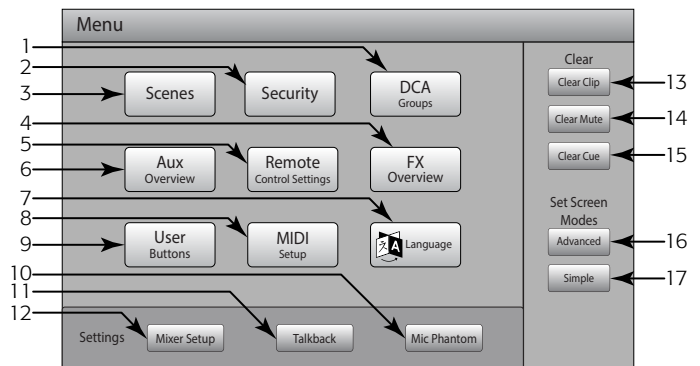 Menu
1
2
3
4
5
6
7
8
9
10
11
12
Scenes
Security
DCA
Groups
Aux
Overview
Remote
Control Settings
FX
Overview
User
Buttons
MIDI
Setup
A
Language
Settings
Mixer Setup
Talkback
Mic Phantom
Clear
Clear Clip
Clear Mute
Clear Cue
Set Screen
Modes
Advanced
Simple
13
14
15
16
17